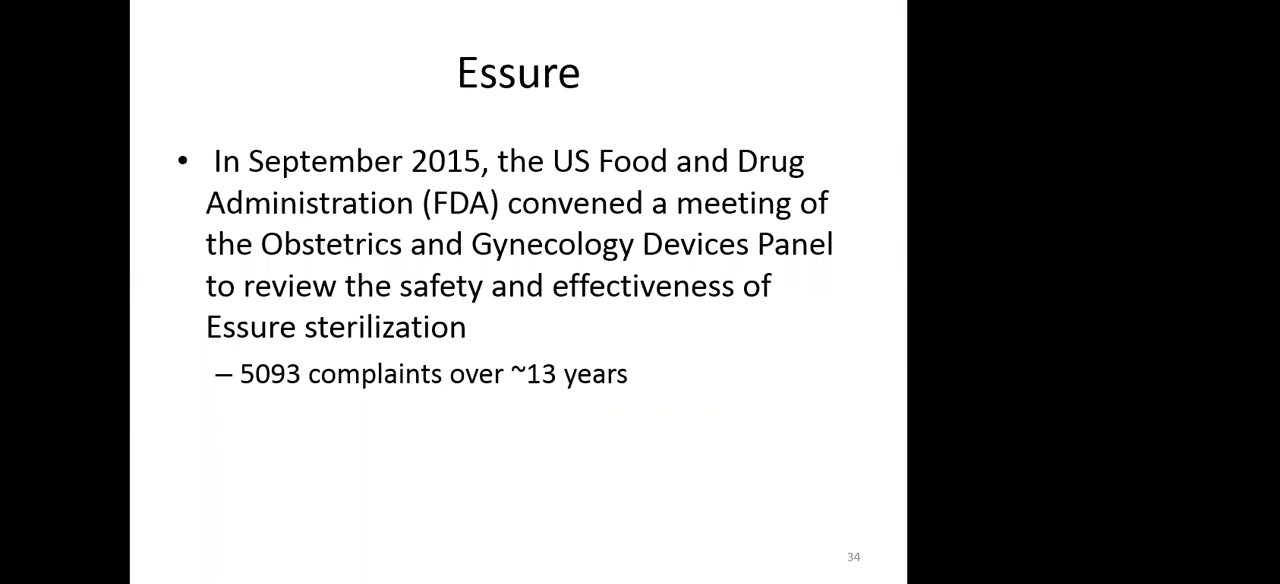 Essure
• In September 2015, the US Food and Drug
Administration (FDA) convened a meeting of
the Obstetrics and Gynecology Devices Panel
to review the safety and effectiveness of
Essure sterilization
– 5093 complaints over ~13 years
34